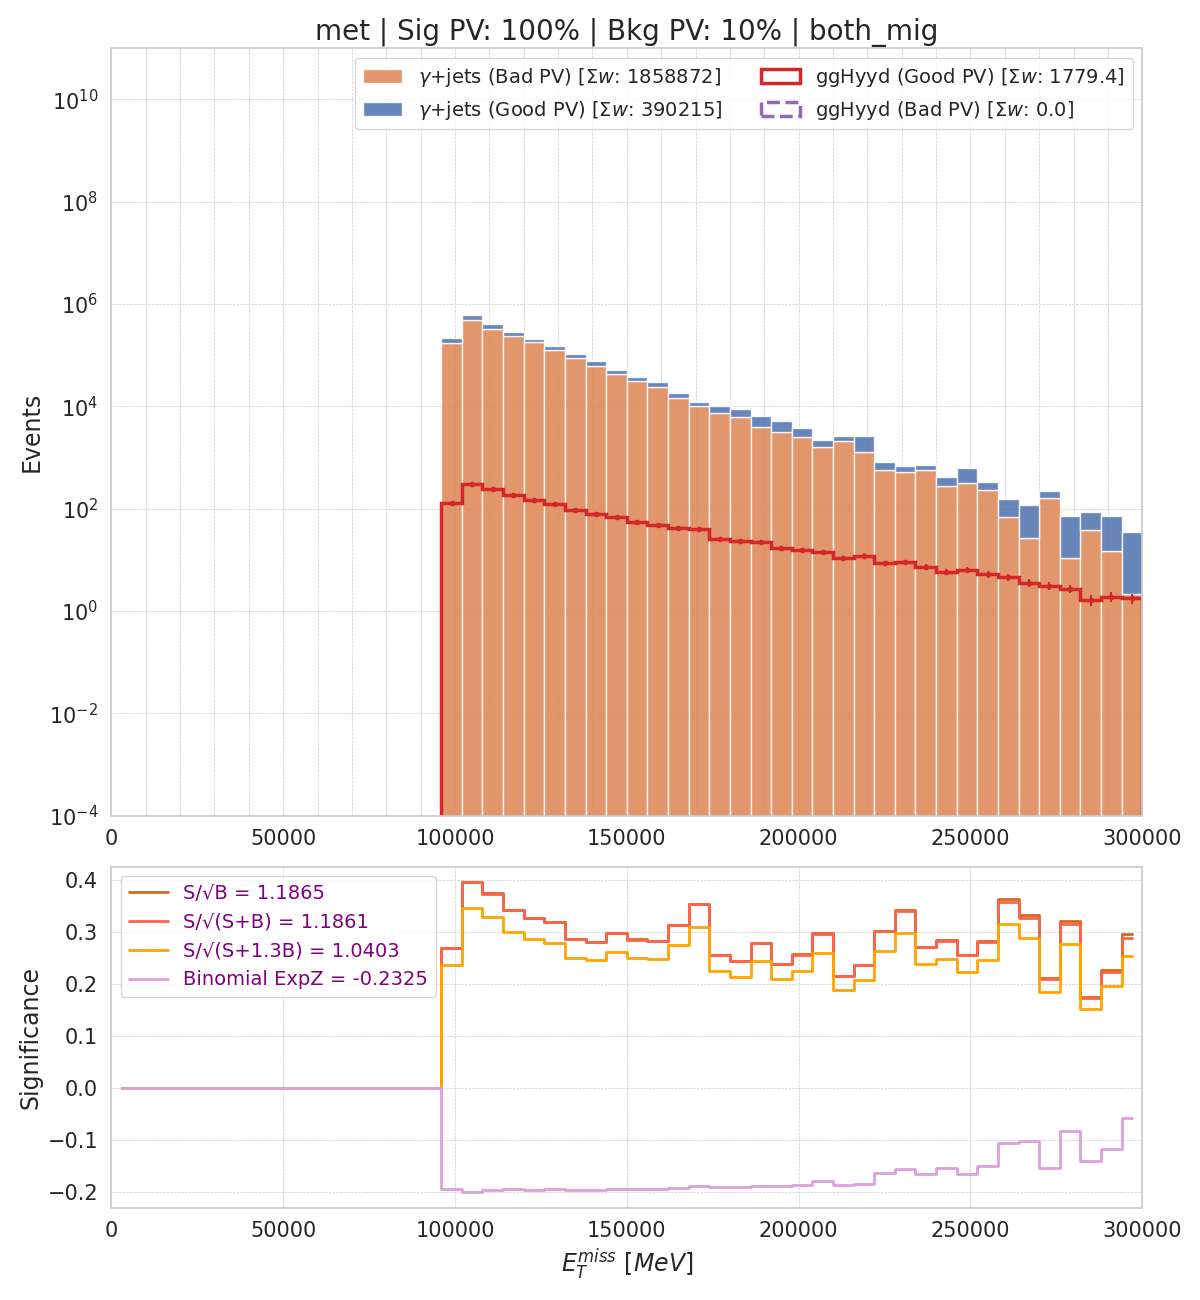 met | Sig PV: 100% | Bkg PV: 10% | both_mig
γ+jets (Bad PV) [Σw: 1858872]
γ+jets (Good PV) [Σw: 390215]
ggHyyd (Good PV) [Σw: 1779.4]
ggHyyd (Bad PV) [Σw: 0.0]
Events
10^10
10^8
10^6
10^4
10^2
10^0
10^−2
10^−4
0 50000 100000 150000 200000 250000 300000
S/√B = 1.1865
S/√(S+B) = 1.1861
S/√(S+1.3B) = 1.0403
Binomial ExpZ = -0.2325
Significance
0.4
0.3
0.2
0.1
0.0
−0.1
−0.2
0 50000 100000 150000 200000 250000 300000
E_T^miss [MeV]